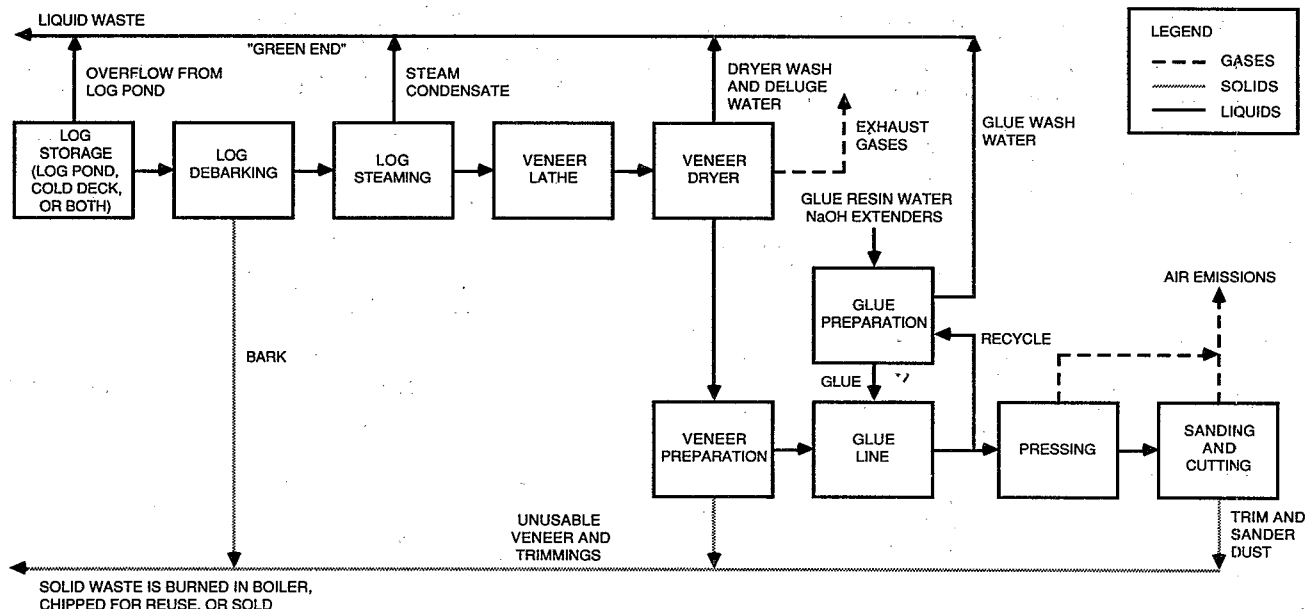 LIQUID WASTE
"GREEN END"
OVERFLOW FROM
LOG POND
STEAM
CONDENSATE
DRYER WASH
AND DELUGE
WATER
EXHAUST
GASES
GLUE WASH
WATER
LEGEND
GASES
SOLIDS
LIQUIDS
LOG
STORAGE
(LOG POND,
COLD DECK,
OR BOTH)
LOG
DEBARKING
LOG
STEAMING
VENEER
LATHE
VENEER
DRYER
GLUE RESIN WATER
NaOH EXTENDERS
GLUE
PREPARATION
AIR EMISSIONS
RECYCLE
BARK
GLUE
VENEER
PREPARATION
GLUE
LINE
PRESSING
SANDING
AND
CUTTING
UNUSABLE
VENEER AND
TRIMMINGS
TRIM AND
SANDER
DUST
SOLID WASTE IS BURNED IN BOILER,
CHIPPED FOR REUSE, OR SOLD